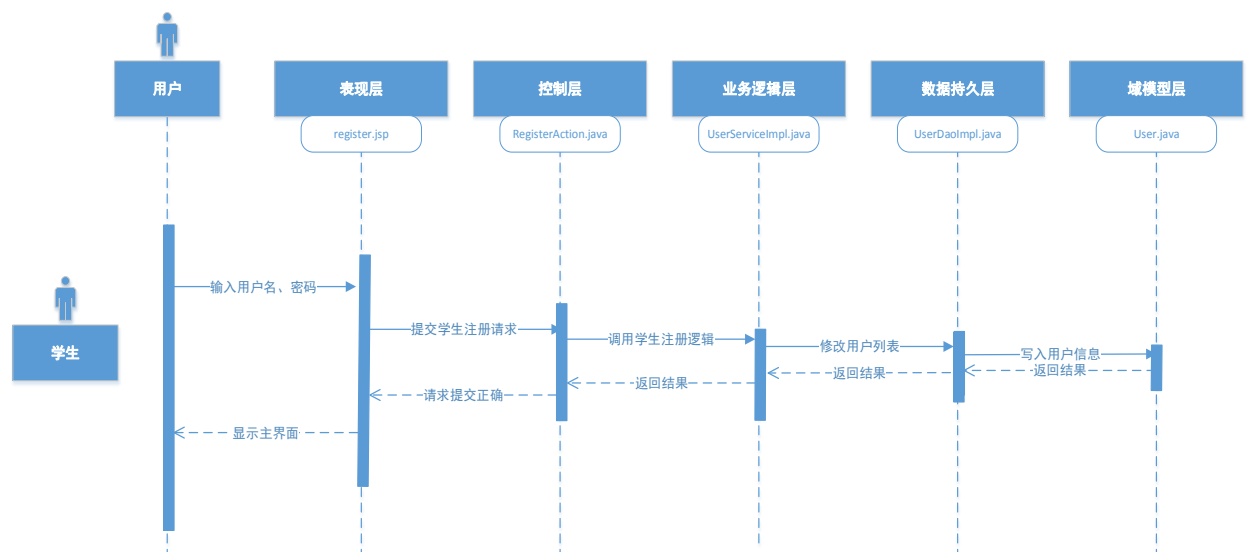 用户
表现层
控制层
业务逻辑层
数据持久层
域模型层
register.jsp
RegisterAction.java
UserServiceImpl.java
UserDaoImpl.java
User.java
输入用户名、密码
学生
提交学生注册请求
调用学生注册逻辑
修改用户列表
写入用户信息
返回结果
返回结果
返回结果
请求提交正确
显示主界面